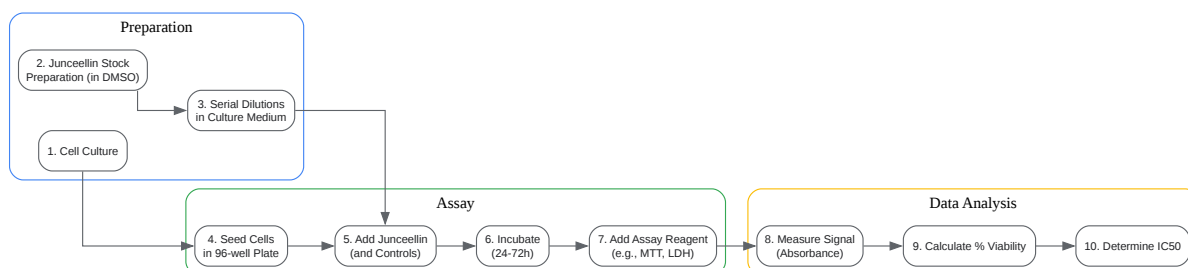 Preparation
2. Junceellin Stock
Preparation (in DMSO)
3. Serial Dilutions
in Culture Medium
1. Cell Culture
Assay
4. Seed Cells
in 96-well Plate
5. Add Junceellin
(and Controls)
6. Incubate
(24-72h)
7. Add Assay Reagent
(e.g., MTT, LDH)
Data Analysis
8. Measure Signal
(Absorbance)
9. Calculate % Viability
10. Determine IC50